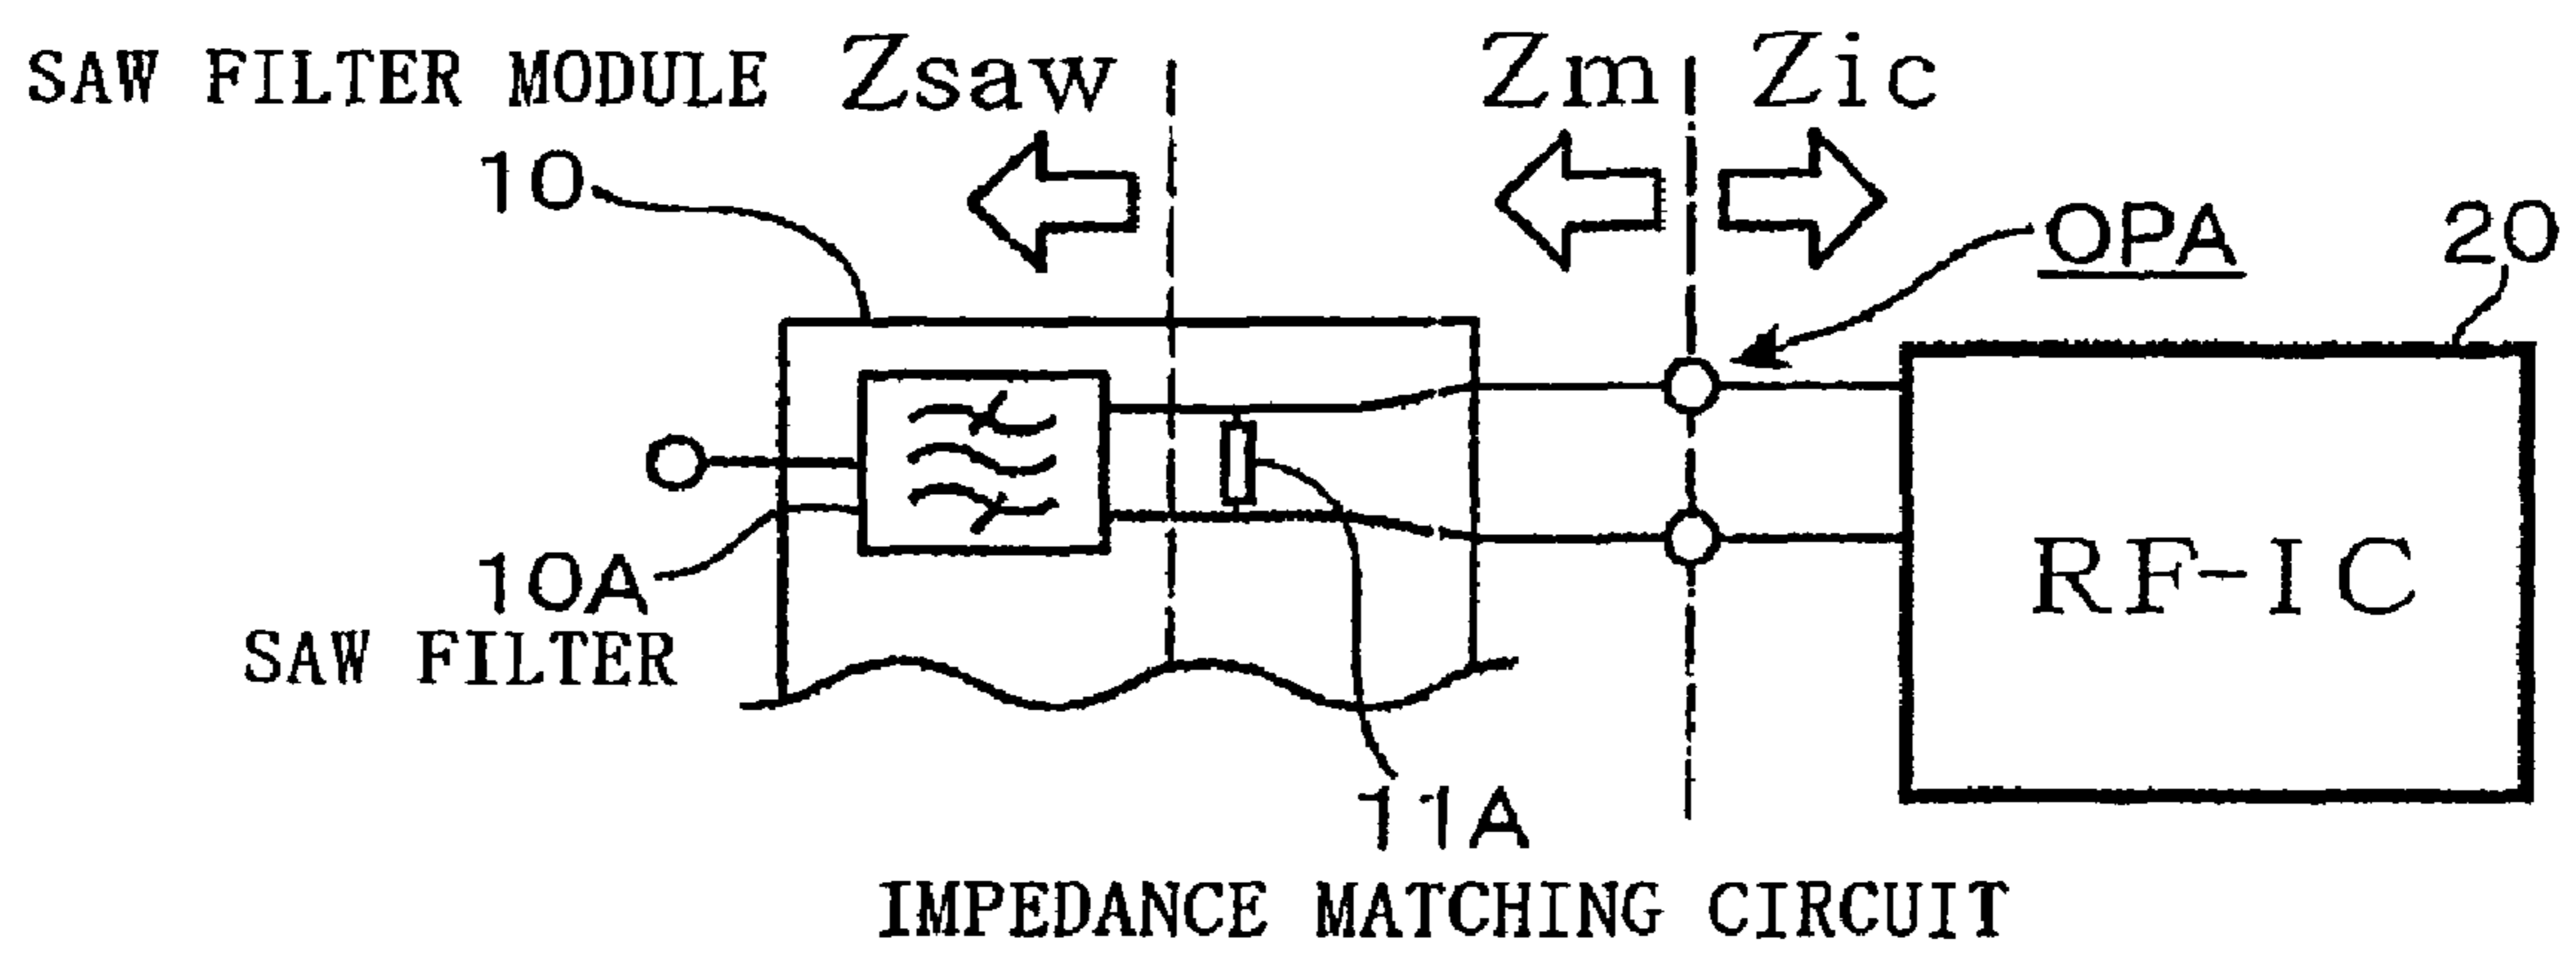 SAW FILTER MODULE Zsaw Zm Zic
10
OPA
20
10A
SAW FILTER
RF-IC
11A
IMPEDANCE MATCHING CIRCUIT